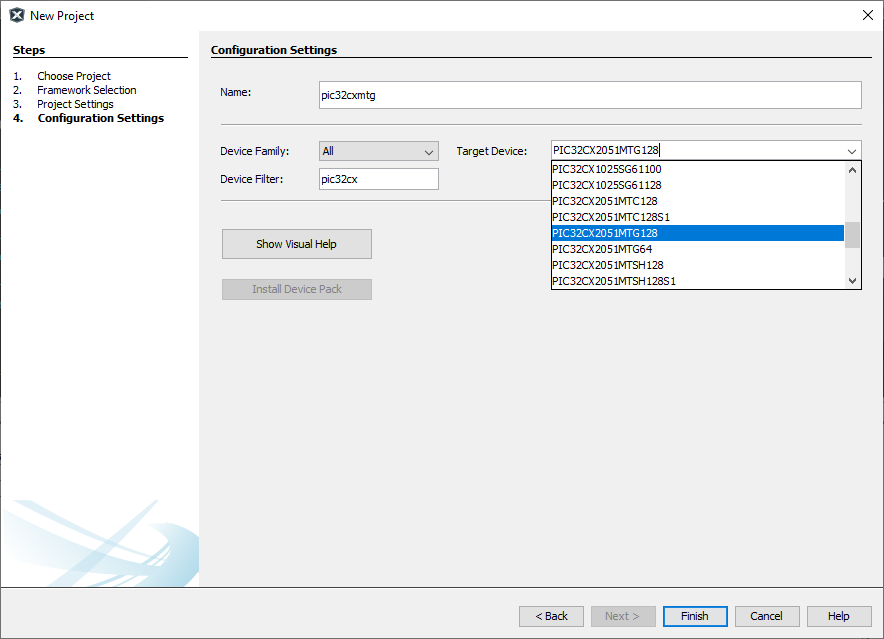 New Project
Steps
1. Choose Project
2. Framework Selection
3. Project Settings
4. Configuration Settings
Configuration Settings
Name: pic32cxmtg
Device Family: All Target Device: PIC32CX2051MTG128
Device Filter: pic32cx
PIC32CX1025SG61100
PIC32CX1025SG61128
PIC32CX2051MTC128
PIC32CX2051MTC128S1
PIC32CX2051MTG128
PIC32CX2051MTG64
PIC32CX2051MTSH128
PIC32CX2051MTSH128S1
Show Visual Help
Install Device Pack
< Back Next > Finish Cancel Help